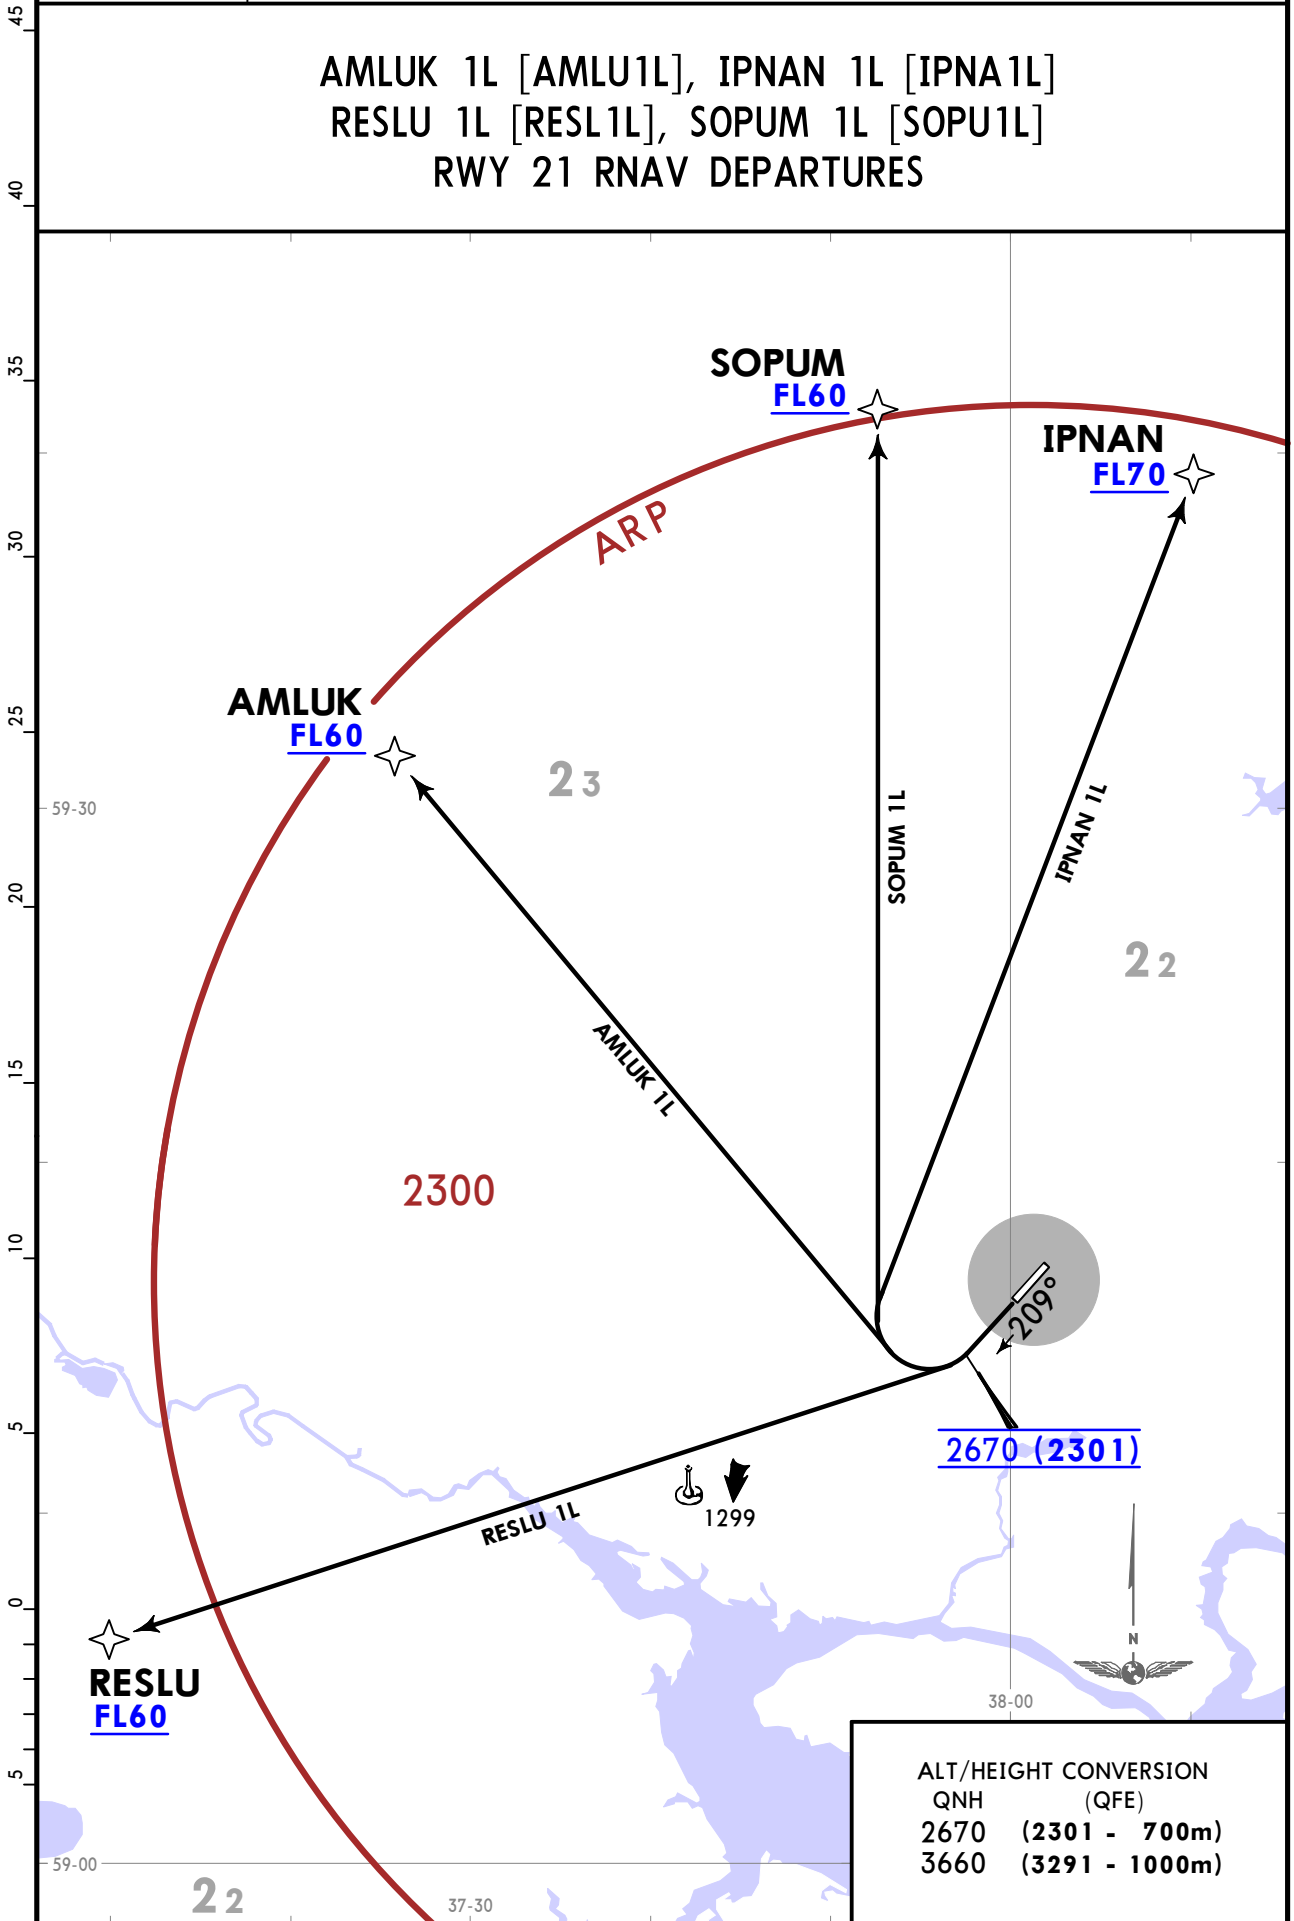 AMLUK 1L [AMLU1L], IPNAN 1L [IPNA1L]
RESLU 1L [RESL1L], SOPUM 1L [SOPU1L]
RWY 21 RNAV DEPARTURES
45
40
35
30
25
20
15
10
5
0
5
SOPUM
FL60
IPNAN
FL70
ARP
AMLUK
FL60
23
59-30
SOPUM 1L
IPNAN 1L
22
AMLUK 1L
2300
209°
2670 (2301)
RESLU 1L
1299
RESLU
FL60
N
38-00
59-00
22
37-30
ALT/HEIGHT CONVERSION
QNH (QFE)
2670 (2301 - 700m)
3660 (3291 - 1000m)